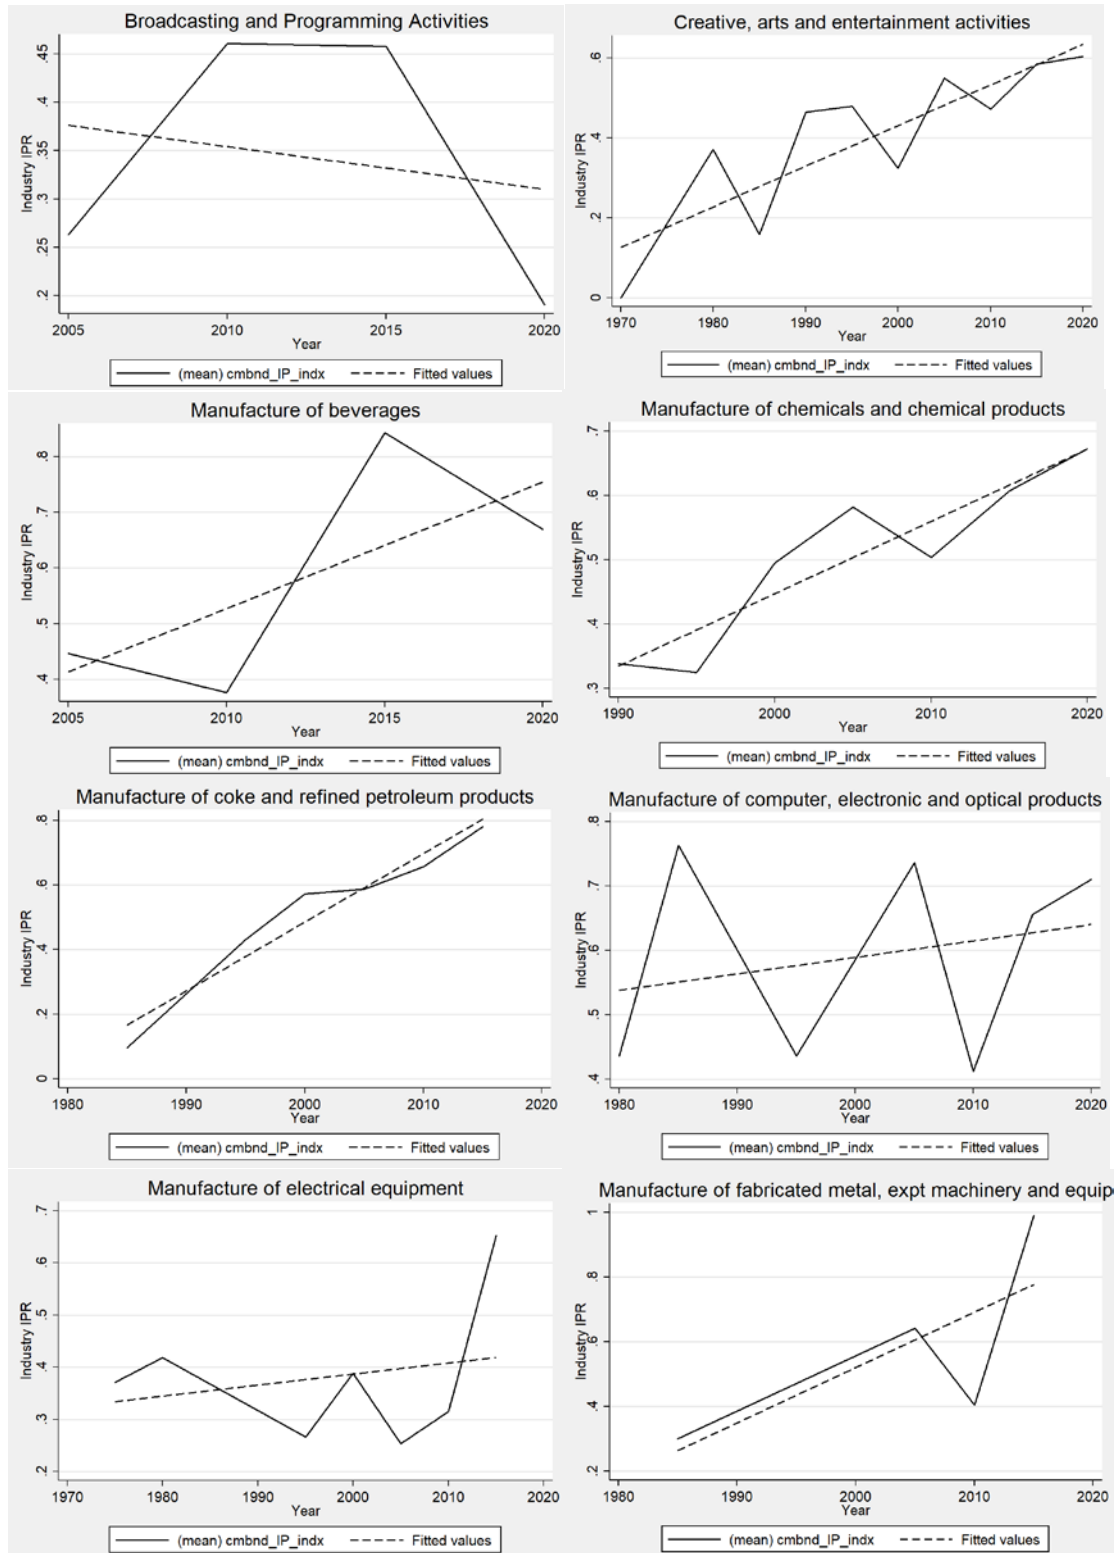 Broadcasting and Programming Activities
Industry IPR
.45
.4
.35
.3
.25
.2
2005 2010 2015 2020
Year
(mean) cmbnd_IP_indx Fitted values
Creative, arts and entertainment activities
Industry IPR
.6
.4
.2
0
1970 1980 1990 2000 2010 2020
Year
(mean) cmbnd_IP_indx Fitted values
Manufacture of beverages
Industry IPR
.8
.7
.6
.5
.4
2005 2010 2015 2020
Year
(mean) cmbnd_IP_indx Fitted values
Manufacture of chemicals and chemical products
Industry IPR
.7
.6
.5
.4
.3
1990 2000 2010 2020
Year
(mean) cmbnd_IP_indx Fitted values
Manufacture of coke and refined petroleum products
Industry IPR
.8
.6
.4
.2
0
1980 1990 2000 2010 2020
Year
(mean) cmbnd_IP_indx Fitted values
Manufacture of computer, electronic and optical products
Industry IPR
.8
.7
.6
.5
.4
1980 1990 2000 2010 2020
Year
(mean) cmbnd_IP_indx Fitted values
Manufacture of electrical equipment
Industry IPR
.7
.6
.5
.4
.3
.2
1970 1980 1990 2000 2010 2020
Year
(mean) cmbnd_IP_indx Fitted values
Manufacture of fabricated metal, expt machinery and equip
Industry IPR
1
.8
.6
.4
.2
1980 1990 2000 2010 2020
Year
(mean) cmbnd_IP_indx Fitted values